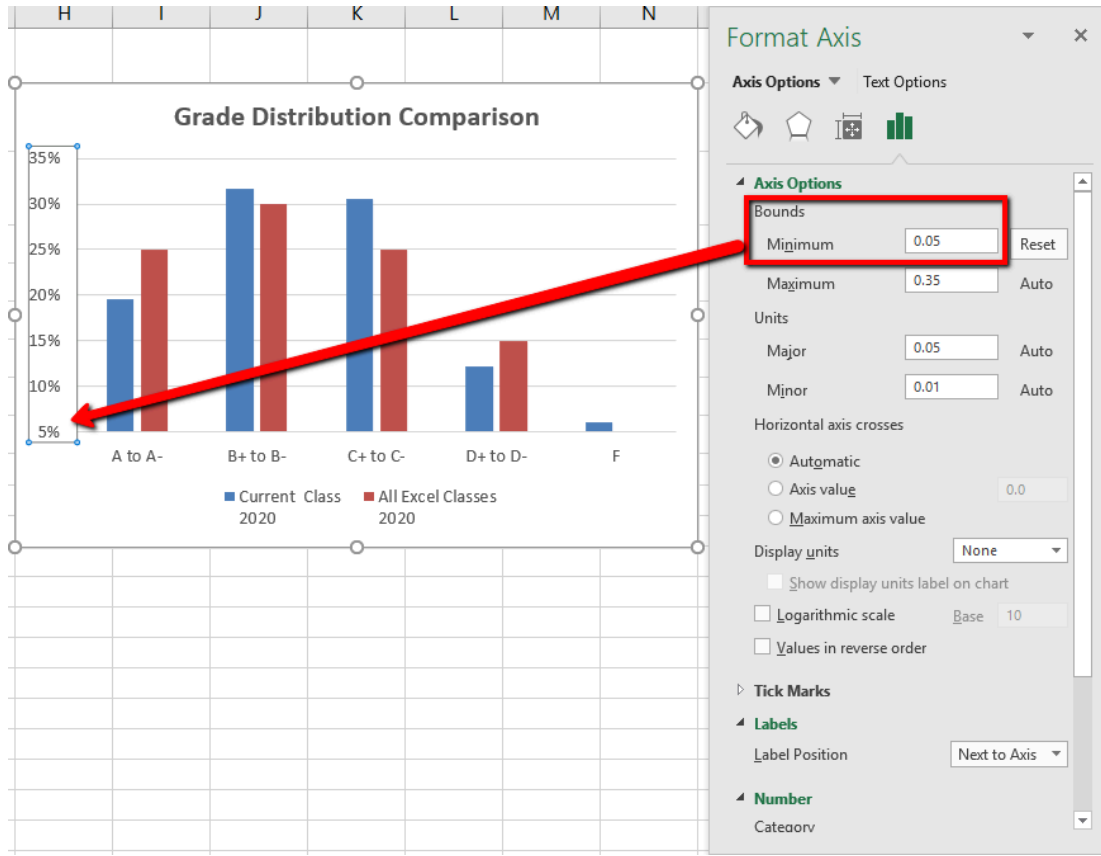 H I J K L M N
Grade Distribution Comparison
35%
30%
25%
20%
15%
10%
5%
A to A- B+ to B- C+ to C- D+ to D- F
Current Class 2020
All Excel Classes 2020
Format Axis
Axis Options Text Options
Axis Options
Bounds
Minimum 0.05 Reset
Maximum 0.35 Auto
Units
Major 0.05 Auto
Minor 0.01 Auto
Horizontal axis crosses
Automatic
Axis value 0.0
Maximum axis value
Display units None
Show display units label on chart
Logarithmic scale Base 10
Values in reverse order
Tick Marks
Labels
Label Position Next to Axis
Number
Category